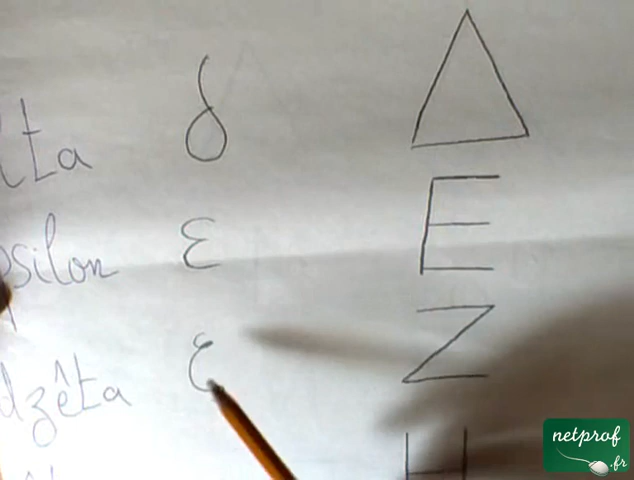 lta δ Δ
psilon ε E
dzêta Z
H
netprof
.fr